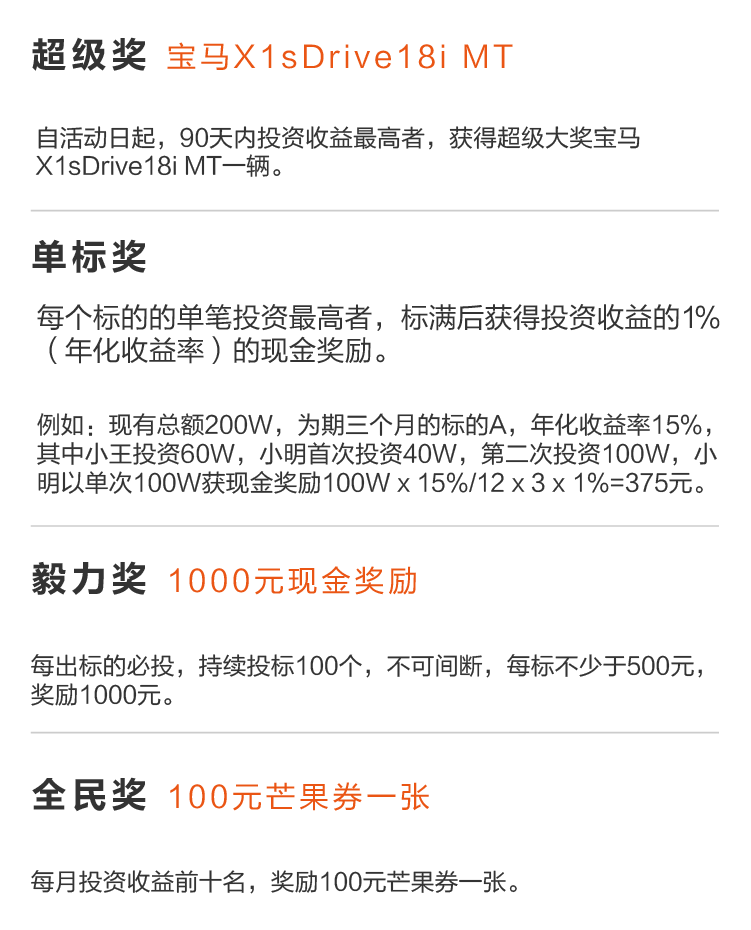 超级奖 宝马X1sDrive18i MT
自活动日起，90天内投资收益最高者，获得超级大奖宝马
X1sDrive18i MT一辆。
单标奖
每个标的的单笔投资最高者，标满后获得投资收益的1%
（年化收益率）的现金奖励。
例如：现有总额200W，为期三个月的标的A，年化收益率15%，
其中小王投资60W，小明首次投资40W，第二次投资100W，小
明以单次100W获现金奖励100W x 15%/12 x 3 x 1%=375元。
毅力奖 1000元现金奖励
每出标的必投，持续投标100个，不可间断，每标不少于500元，
奖励1000元。
全民奖 100元芒果券一张
每月投资收益前十名，奖励100元芒果券一张。